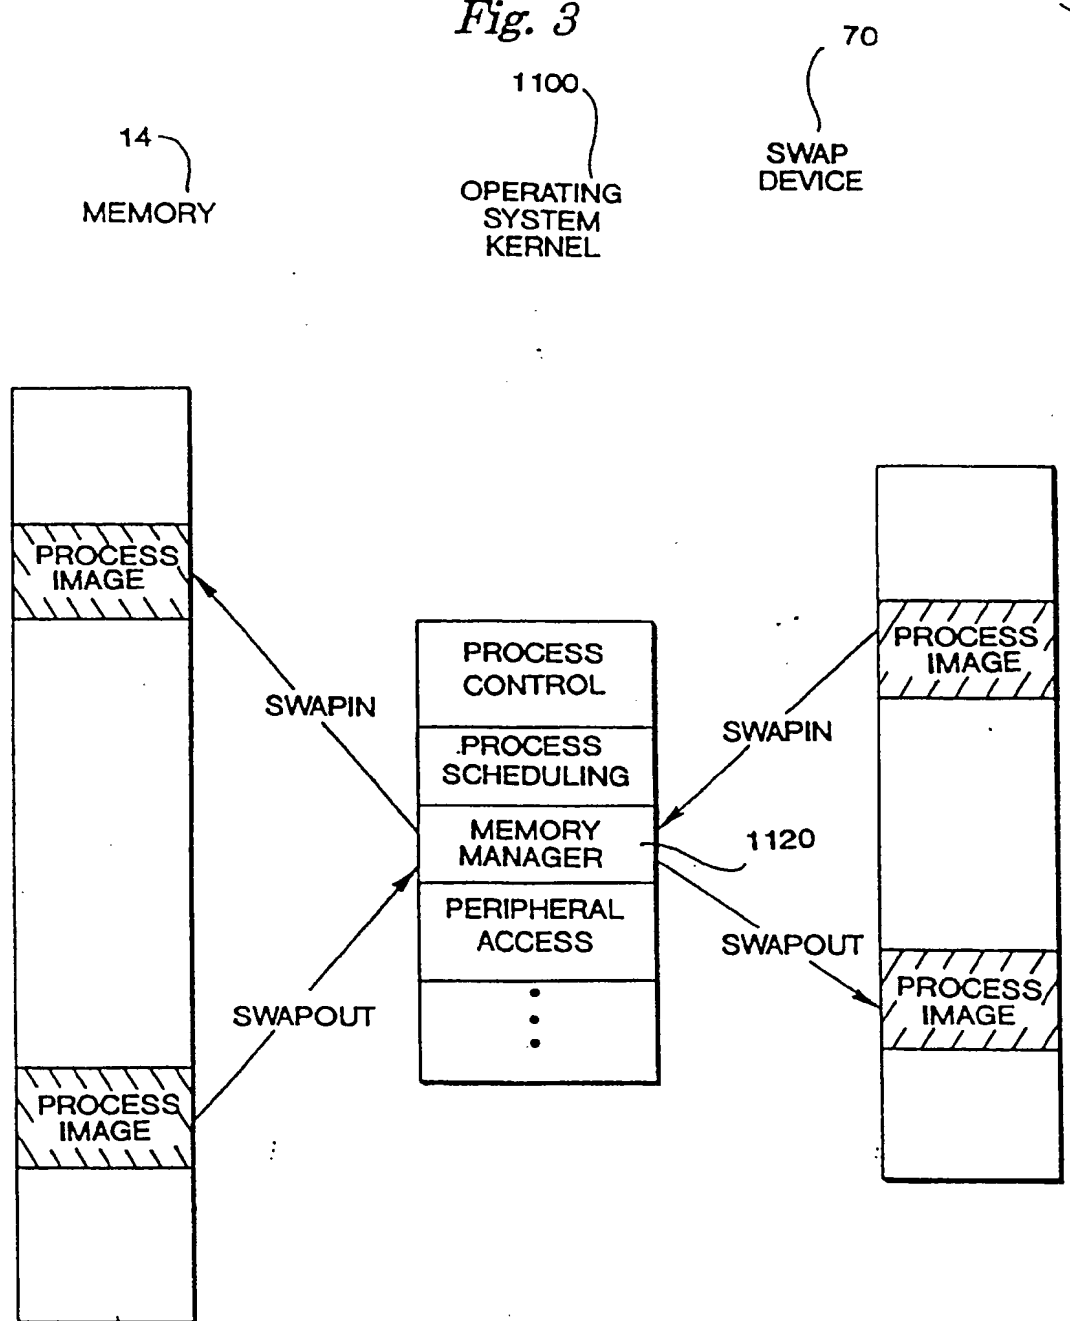 Fig. 3
70
1100
14
SWAP
DEVICE
OPERATING
SYSTEM
KERNEL
MEMORY
PROCESS
IMAGE
PROCESS
CONTROL
PROCESS
IMAGE
SWAPIN
SWAPIN
.PROCESS
SCHEDULING
MEMORY
MANAGER
1120
PERIPHERAL
ACCESS
SWAPOUT
PROCESS
IMAGE
SWAPOUT
PROCESS
IMAGE